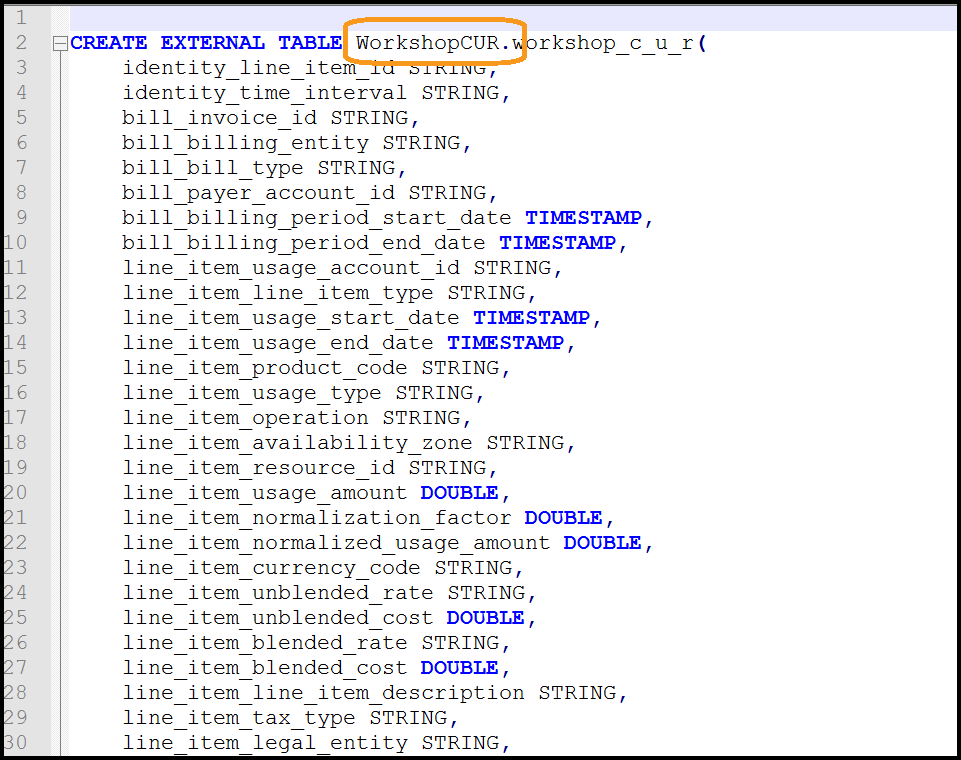 1
2 CREATE EXTERNAL TABLE WorkshopCUR.workshop_c_u_r(
3 identity_line_item_id STRING,
4 identity_time_interval STRING,
5 bill_invoice_id STRING,
6 bill_billing_entity STRING,
7 bill_bill_type STRING,
8 bill_payer_account_id STRING,
9 bill_billing_period_start_date TIMESTAMP,
10 bill_billing_period_end_date TIMESTAMP,
11 line_item_usage_account_id STRING,
12 line_item_line_item_type STRING,
13 line_item_usage_start_date TIMESTAMP,
14 line_item_usage_end_date TIMESTAMP,
15 line_item_product_code STRING,
16 line_item_usage_type STRING,
17 line_item_operation STRING,
18 line_item_availability_zone STRING,
19 line_item_resource_id STRING,
20 line_item_usage_amount DOUBLE,
21 line_item_normalization_factor DOUBLE,
22 line_item_normalized_usage_amount DOUBLE,
23 line_item_currency_code STRING,
24 line_item_unblended_rate STRING,
25 line_item_unblended_cost DOUBLE,
26 line_item_blended_rate STRING,
27 line_item_blended_cost DOUBLE,
28 line_item_line_item_description STRING,
29 line_item_tax_type STRING,
30 line_item_legal_entity STRING,